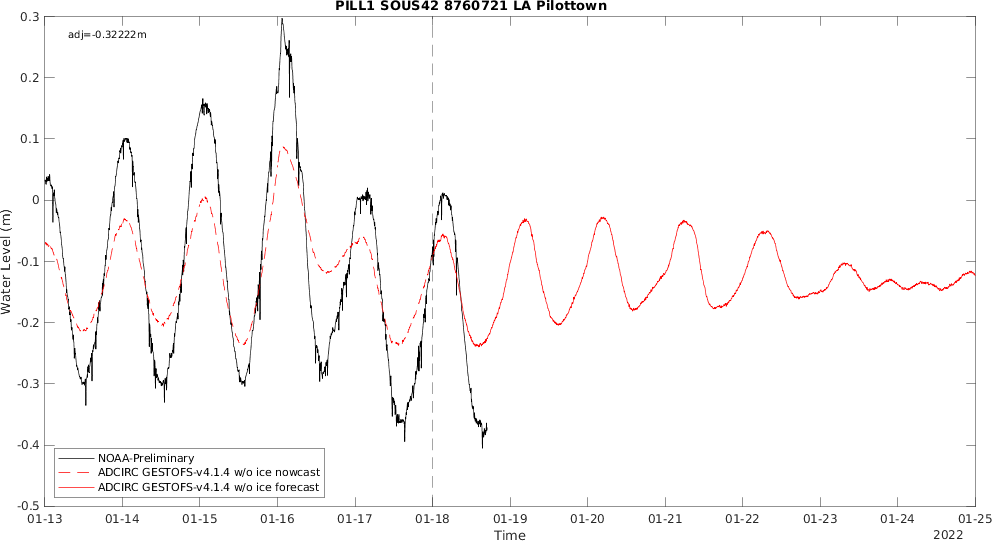 PILL1 SOUS42 8760721 LA Pilottown
adj=-0.32222m
Water Level (m)
0.3
0.2
0.1
0
-0.1
-0.2
-0.3
-0.4
-0.5
NOAA-Preliminary
ADCIRC GESTOFS-v4.1.4 w/o ice nowcast
ADCIRC GESTOFS-v4.1.4 w/o ice forecast
01-13 01-14 01-15 01-16 01-17 01-18 01-19 01-20 01-21 01-22 01-23 01-24 01-25
Time
2022